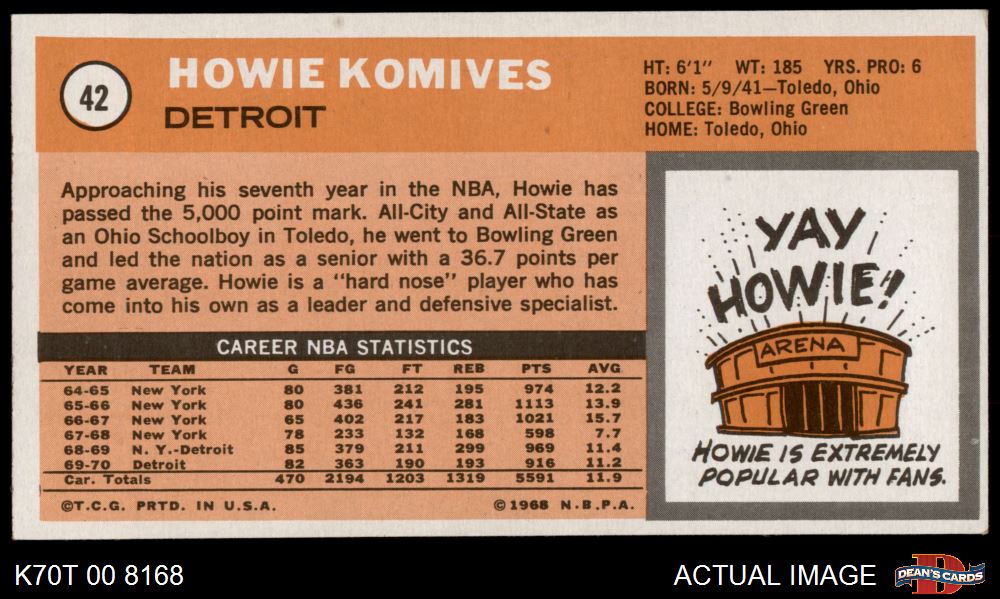 42
HOWIE KOMIVES
DETROIT
HT: 6'1" WT: 185 YRS. PRO: 6
BORN: 5/9/41—Toledo, Ohio
COLLEGE: Bowling Green
HOME: Toledo, Ohio
Approaching his seventh year in the NBA, Howie has
passed the 5,000 point mark. All-City and All-State as
an Ohio Schoolboy in Toledo, he went to Bowling Green
and led the nation as a senior with a 36.7 points per
game average. Howie is a "hard nose" player who has
come into his own as a leader and defensive specialist.
CAREER NBA STATISTICS
YEAR TEAM G FG FT REB PTS AVG
64-65 New York 80 381 212 195 974 12.2
65-66 New York 80 436 241 281 1113 13.9
66-67 New York 65 402 217 183 1021 15.7
67-68 New York 78 233 132 168 598 7.7
68-69 N. Y.-Detroit 85 379 211 299 969 11.4
69-70 Detroit 82 363 190 193 916 11.2
Car. Totals 470 2194 1203 1319 5591 11.9
©T.C.G. PRTD. IN U.S.A. ©1968 N.B.P.A.
YAY
HOWIE!
ARENA
HOWIE IS EXTREMELY
POPULAR WITH FANS.
K70T 00 8168
ACTUAL IMAGE
D
DEAN'S CARDS